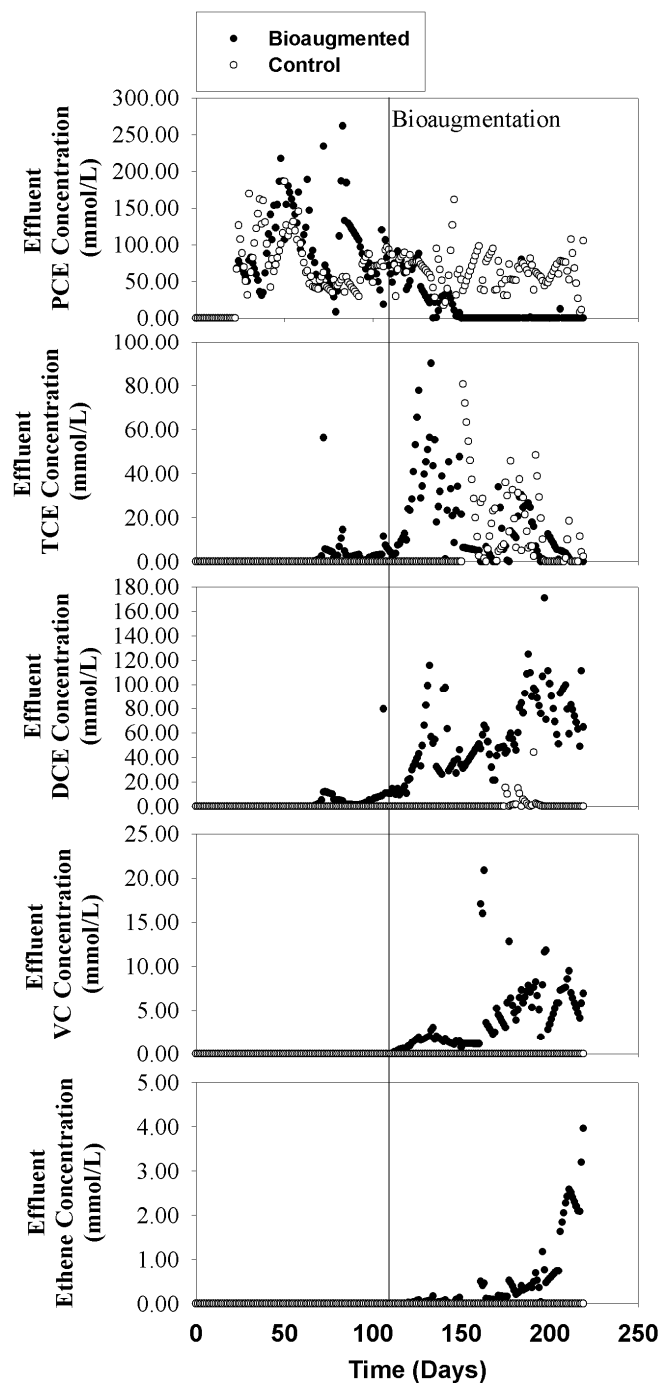 Bioaugmented
Control
Bioaugmentation
Effluent
PCE Concentration
(mmol/L)
300.00
250.00
200.00
150.00
100.00
50.00
0.00
Effluent
TCE Concentration
(mmol/L)
100.00
80.00
60.00
40.00
20.00
0.00
Effluent
DCE Concentration
(mmol/L)
180.00
160.00
140.00
120.00
100.00
80.00
60.00
40.00
20.00
0.00
Effluent
VC Concentration
(mmol/L)
25.00
20.00
15.00
10.00
5.00
0.00
Effluent
Ethene Concentration
(mmol/L)
5.00
4.00
3.00
2.00
1.00
0.00
0 50 100 150 200 250
Time (Days)